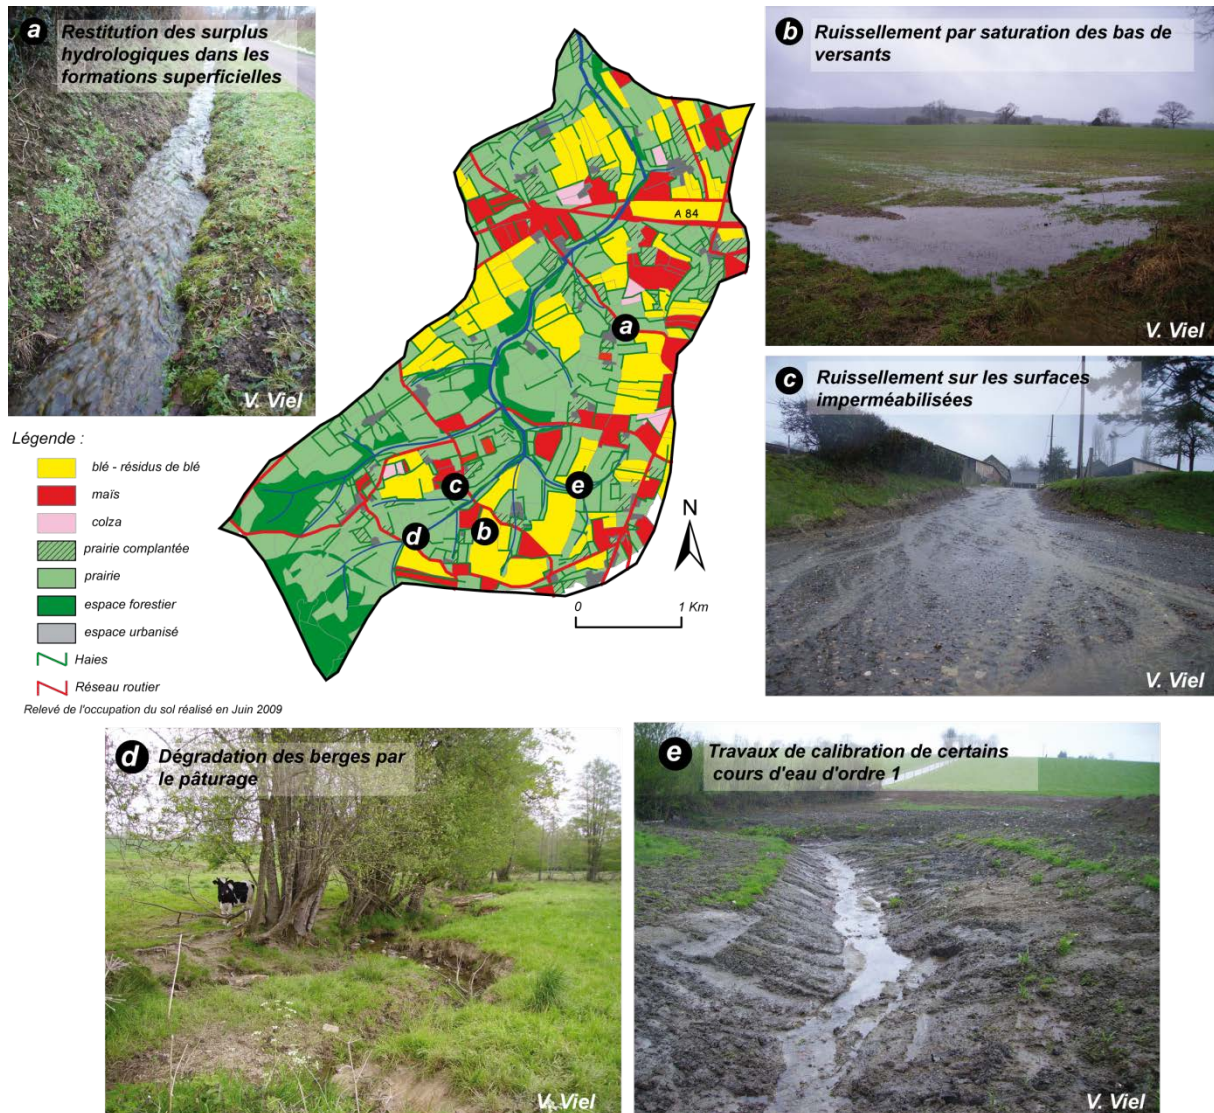 a Restitution des surplus
hydrologiques dans les
formations superficielles
V. Viel
b Ruissellement par saturation des bas de
versants
V. Viel
c Ruissellement sur les surfaces
imperméabilisées
V. Viel
A 84
a
c
e
b
d
N
0 1 Km
Légende :
blé - résidus de blé
maïs
colza
prairie complantée
prairie
espace forestier
espace urbanisé
Haies
Réseau routier
Relevé de l'occupation du sol réalisé en Juin 2009
d Dégradation des berges par
le pâturage
V. Viel
e Travaux de calibration de certains
cours d'eau d'ordre 1
V. Viel